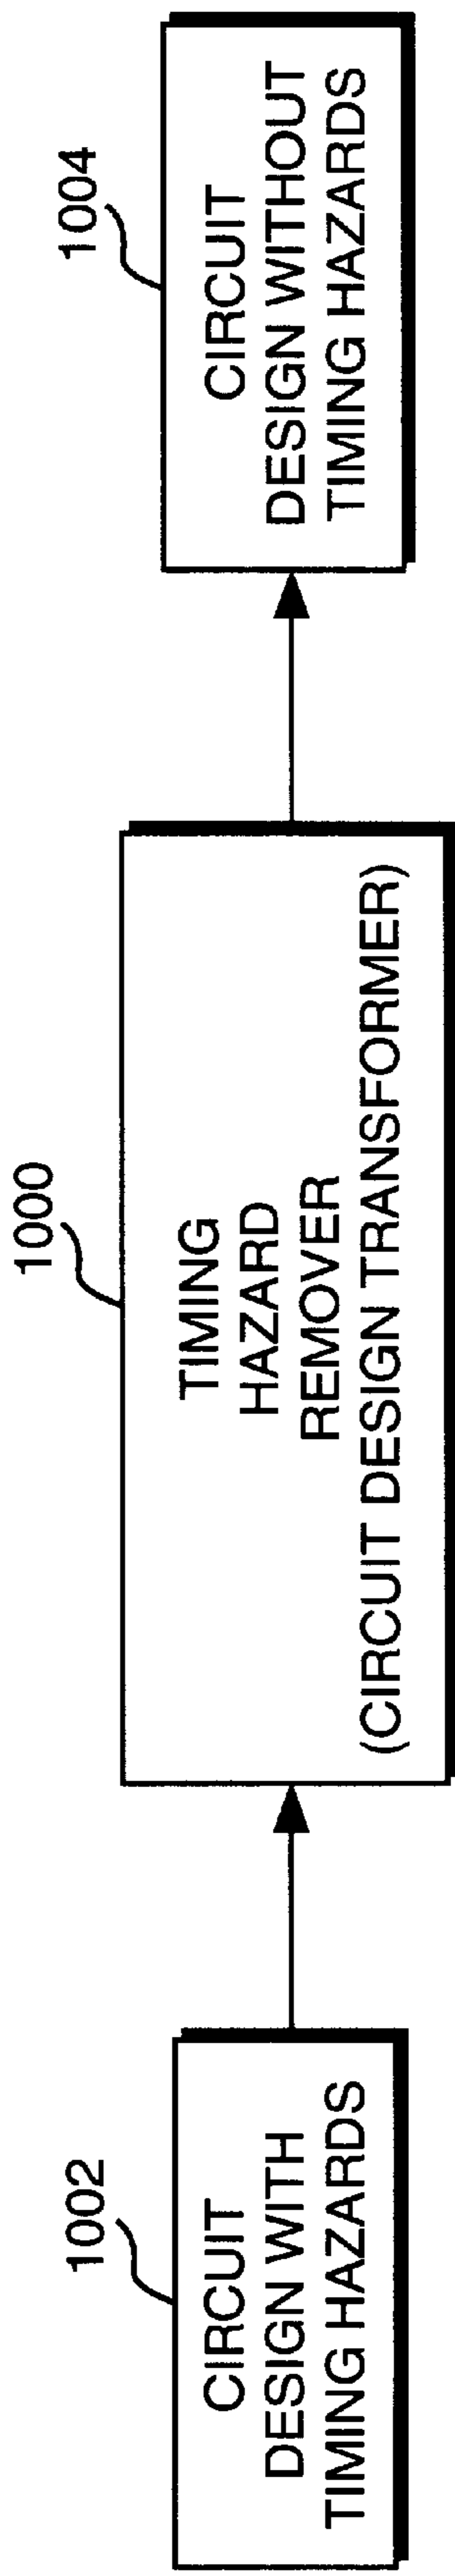 1002
CIRCUIT
DESIGN WITH
TIMING HAZARDS
1000
TIMING
HAZARD
REMOVER
(CIRCUIT DESIGN TRANSFORMER)
1004
CIRCUIT
DESIGN WITHOUT
TIMING HAZARDS